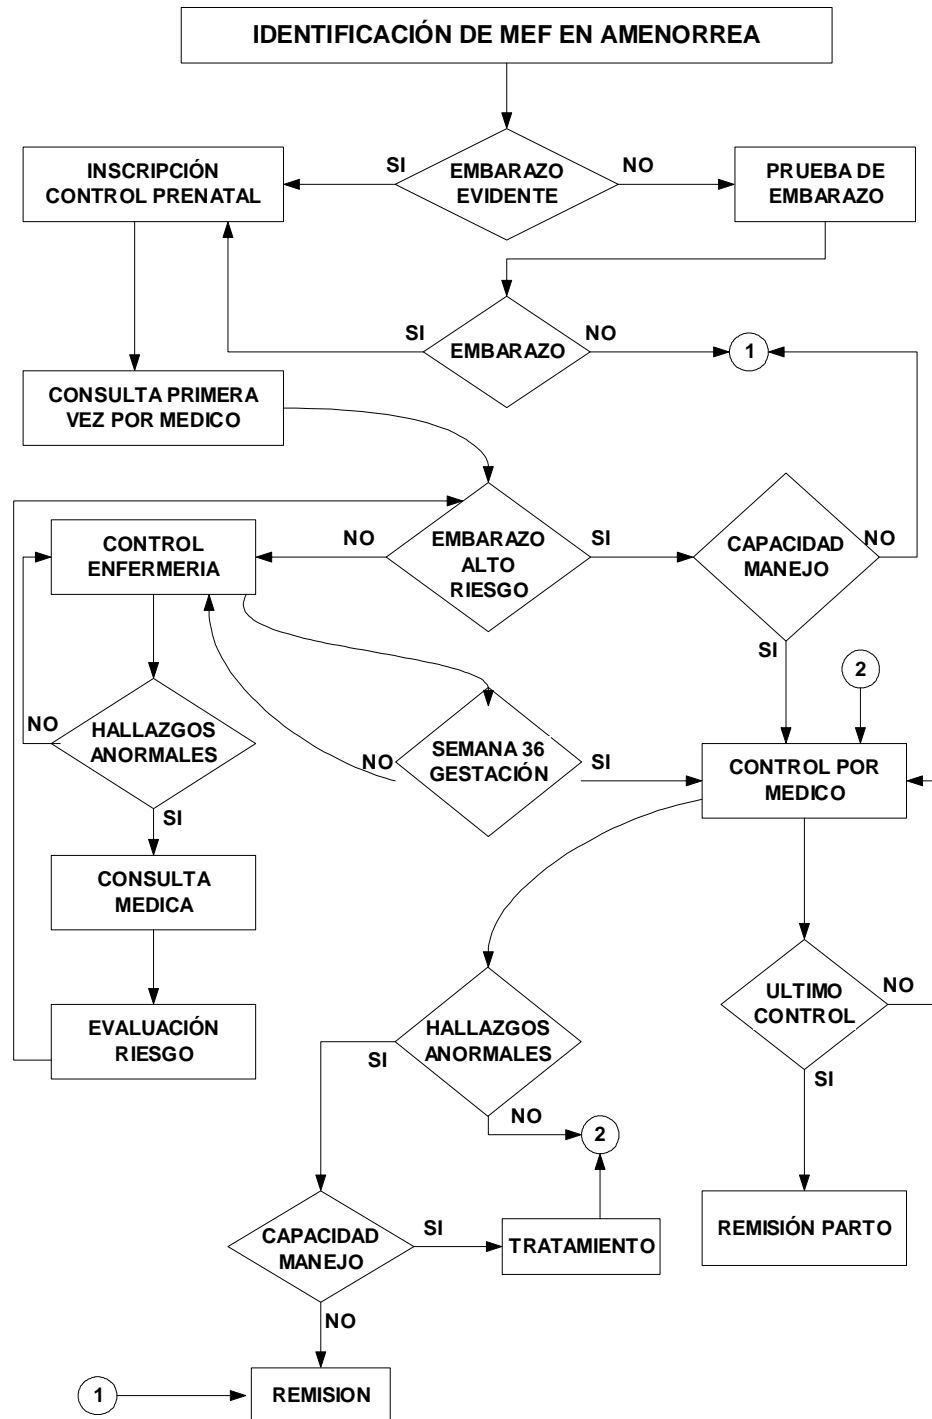 IDENTIFICACIÓN DE MEF EN AMENORREA
INSCRIPCIÓN
CONTROL PRENATAL
SI
EMBARAZO
EVIDENTE
NO
PRUEBA DE
EMBARAZO
SI
EMBARAZO
NO
1
CONSULTA PRIMERA
VEZ POR MEDICO
CONTROL
ENFERMERIA
NO
EMBARAZO
ALTO
RIESGO
SI
CAPACIDAD
MANEJO
NO
SI
2
NO
HALLAZGOS
ANORMALES
SI
NO
SEMANA 36
GESTACIÓN
SI
CONTROL POR
MEDICO
CONSULTA
MEDICA
EVALUACIÓN
RIESGO
SI
HALLAZGOS
ANORMALES
NO
2
ULTIMO
CONTROL
NO
SI
CAPACIDAD
MANEJO
SI
TRATAMIENTO
REMISIÓN PARTO
NO
1
REMISION